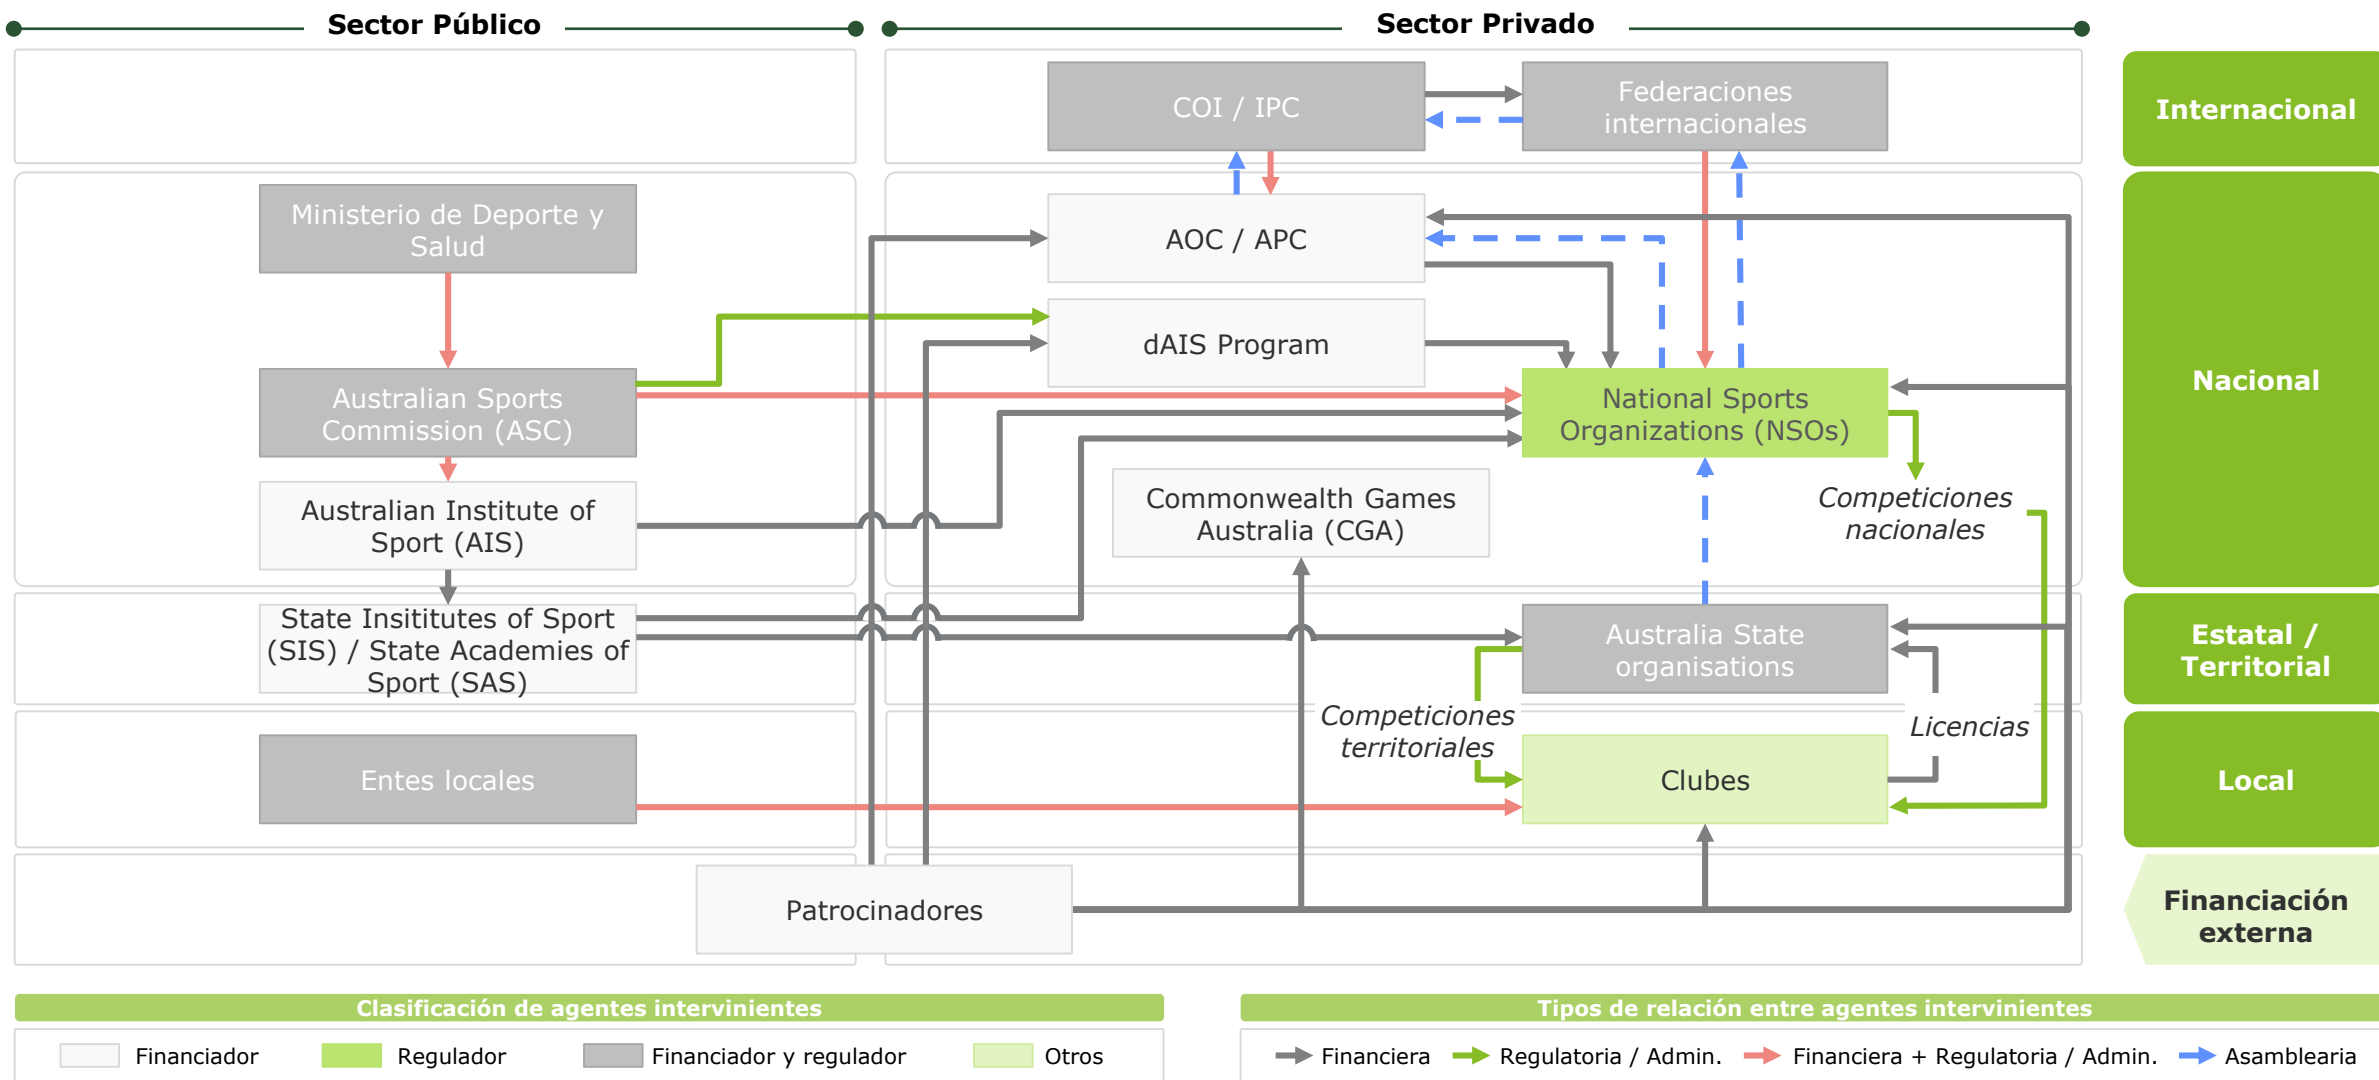 Sector Público
Sector Privado
COI / IPC
Federaciones
internacionales
Internacional
Ministerio de Deporte y
Salud
AOC / APC
dAIS Program
Australian Sports
Commission (ASC)
National Sports
Organizations (NSOs)
Nacional
Australian Institute of
Sport (AIS)
Commonwealth Games
Australia (CGA)
Competiciones
nacionales
State Insititutes of Sport
(SIS) / State Academies of
Sport (SAS)
Australia State
organisations
Estatal /
Territorial
Competiciones
territoriales
Licencias
Entes locales
Clubes
Local
Patrocinadores
Financiación
externa
Clasificación de agentes intervinientes
Tipos de relación entre agentes intervinientes
Financiador
Regulador
Financiador y regulador
Otros
Financiera
Regulatoria / Admin.
Financiera + Regulatoria / Admin.
Asamblearia